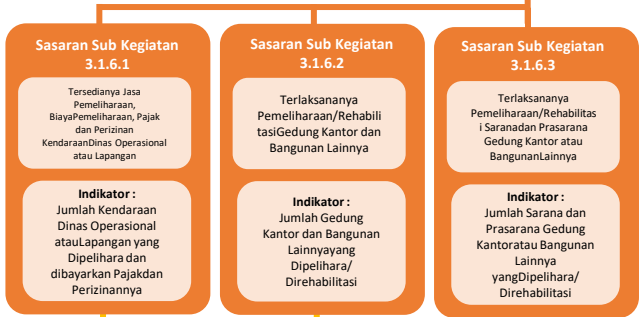 Sasaran Sub Kegiatan
3.1.6.1
Tersedianya Jasa
Pemeliharaan,
BiayaPemeliharaan, Pajak
dan Perizinan
KendaraanDinas Operasional
atau Lapangan
Indikator :
Jumlah Kendaraan
Dinas Operasional
atauLapangan yang
Dipelihara dan
dibayarkan Pajakdan
Perizinannya
Sasaran Sub Kegiatan
3.1.6.2
Terlaksananya
Pemeliharaan/Rehabili
tasiGedung Kantor dan
Bangunan Lainnya
Indikator :
Jumlah Gedung
Kantor dan Bangunan
Lainnyayang
Dipelihara/
Direhabilitasi
Sasaran Sub Kegiatan
3.1.6.3
Terlaksananya
Pemeliharaan/Rehabilitas
i Saranadan Prasarana
Gedung Kantor atau
BangunanLainnya
Indikator :
Jumlah Sarana dan
Prasarana Gedung
Kantoratau Bangunan
Lainnya
yangDipelihara/
Direhabilitasi